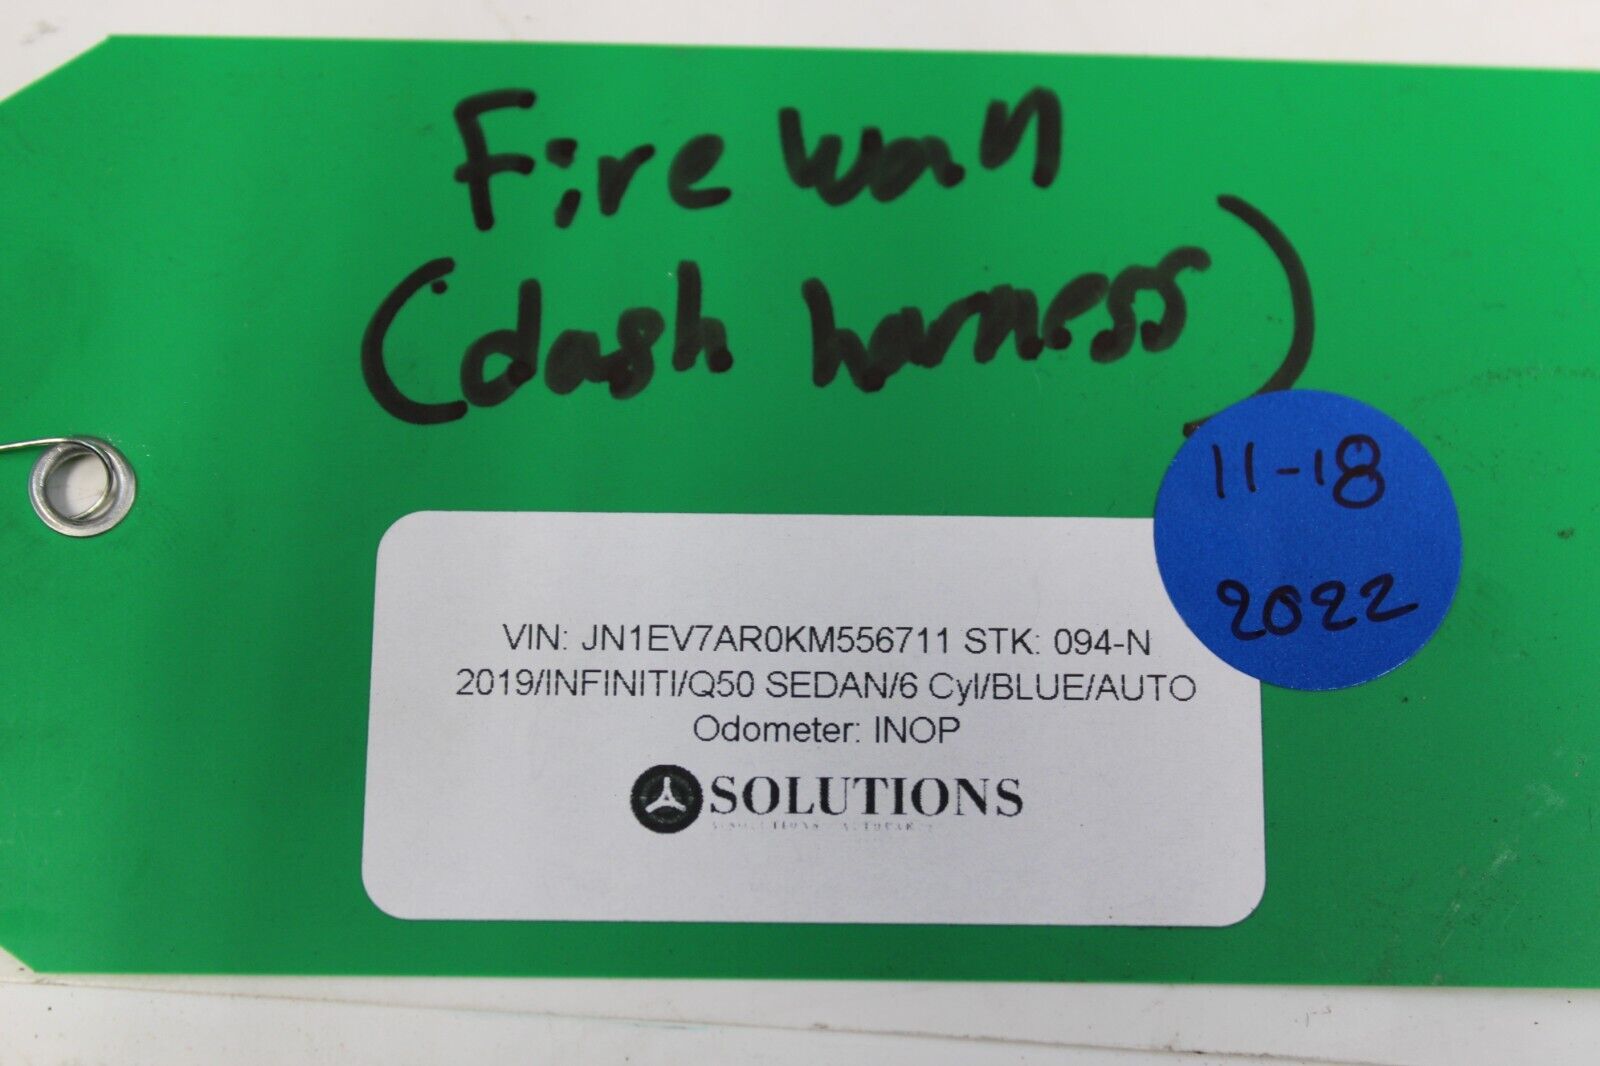 Fire wall
(dash harness)
11-18
2022
VIN: JN1EV7AR0KM556711 STK: 094-N
2019/INFINITI/Q50 SEDAN/6 Cyl/BLUE/AUTO
Odometer: INOP
SOLUTIONS